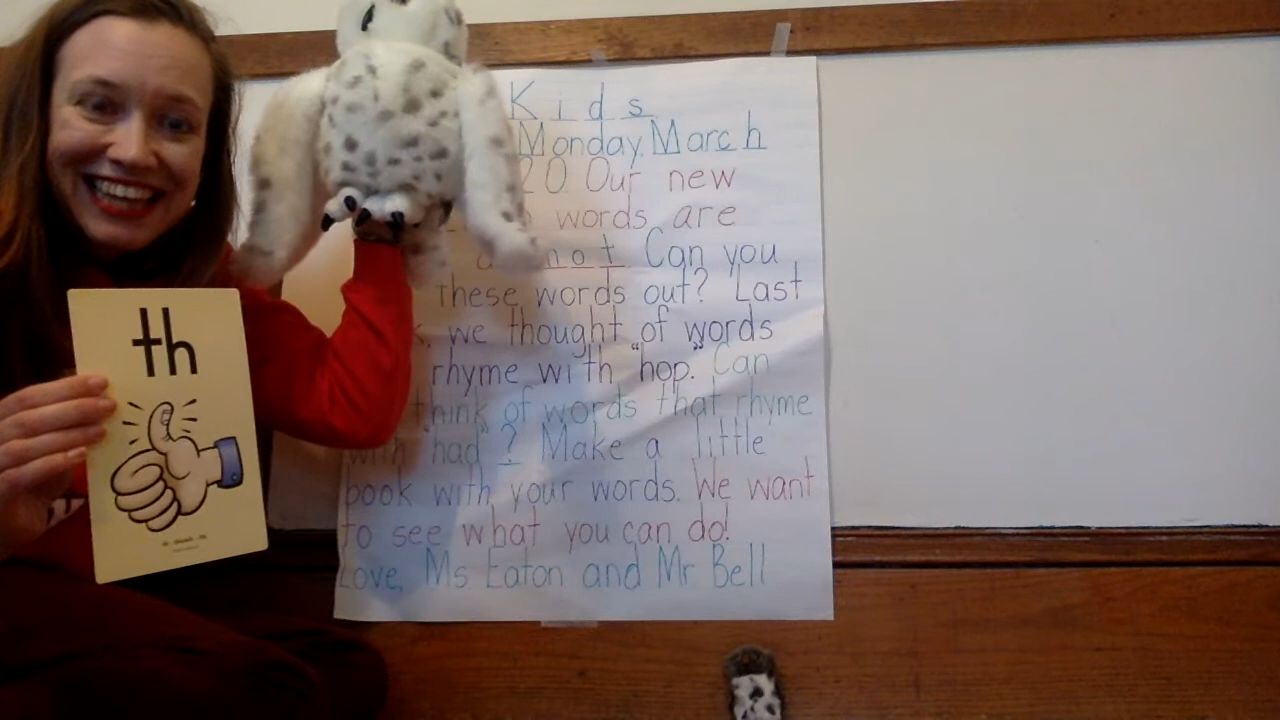 th
Kids
Monday, March
20. Our new
words are
not. Can you
these words out? Last
we thought of words
rhyme with "hop." Can
think of words that rhyme
with "had"? Make a little
book with your words. We want
to see what you can do!
Love, Ms. Eaton and Mr. Bell